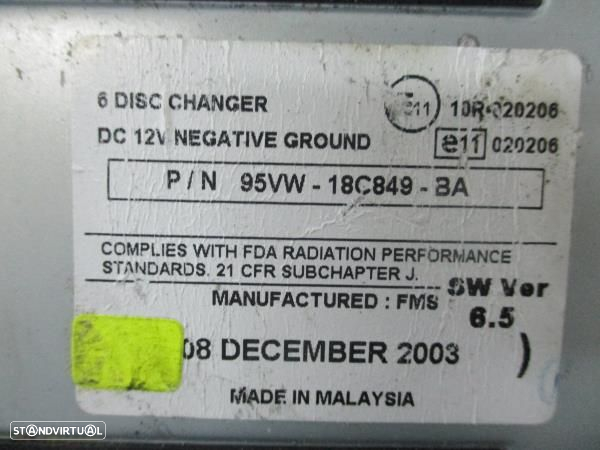 6 DISC CHANGER
10R-020206
DC 12V NEGATIVE GROUND
e11 020206
P / N 95VW - 18C849 - BA
COMPLIES WITH FDA RADIATION PERFORMANCE
STANDARDS. 21 CFR SUBCHAPTER J.
MANUFACTURED : FMS
SW Ver
6.5
08 DECEMBER 2003 )
MADE IN MALAYSIA
STANDVIRTUAL